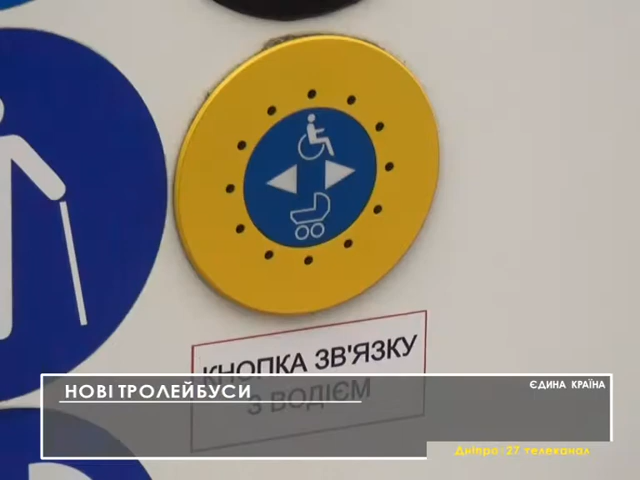 КНОПКА ЗВ'ЯЗКУ
З ВОДІЄМ
НОВІ ТРОЛЕЙБУСИ
ЄДИНА КРАЇНА
Дніпро 27 телеканал